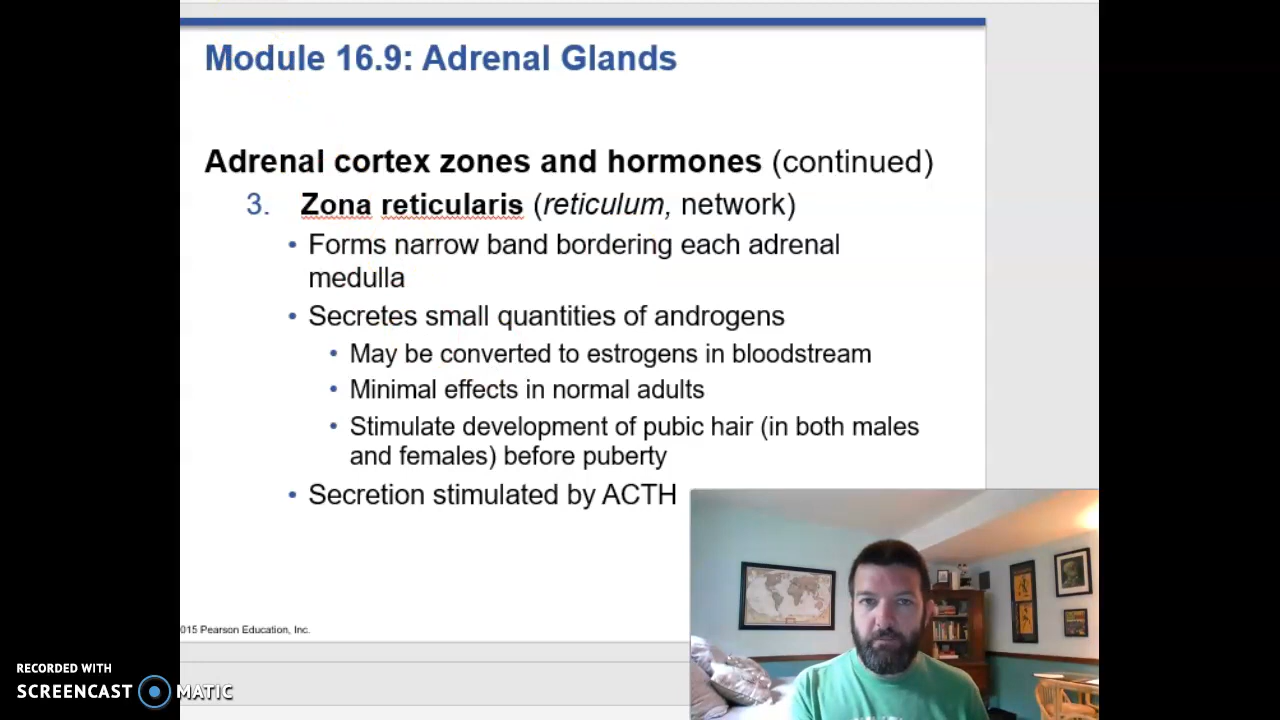 Module 16.9: Adrenal Glands
Adrenal cortex zones and hormones (continued)
3. Zona reticularis (reticulum, network)
• Forms narrow band bordering each adrenal
medulla
• Secretes small quantities of androgens
• May be converted to estrogens in bloodstream
• Minimal effects in normal adults
• Stimulate development of pubic hair (in both males
and females) before puberty
• Secretion stimulated by ACTH
015 Pearson Education, Inc.
RECORDED WITH
SCREENCAST MATIC